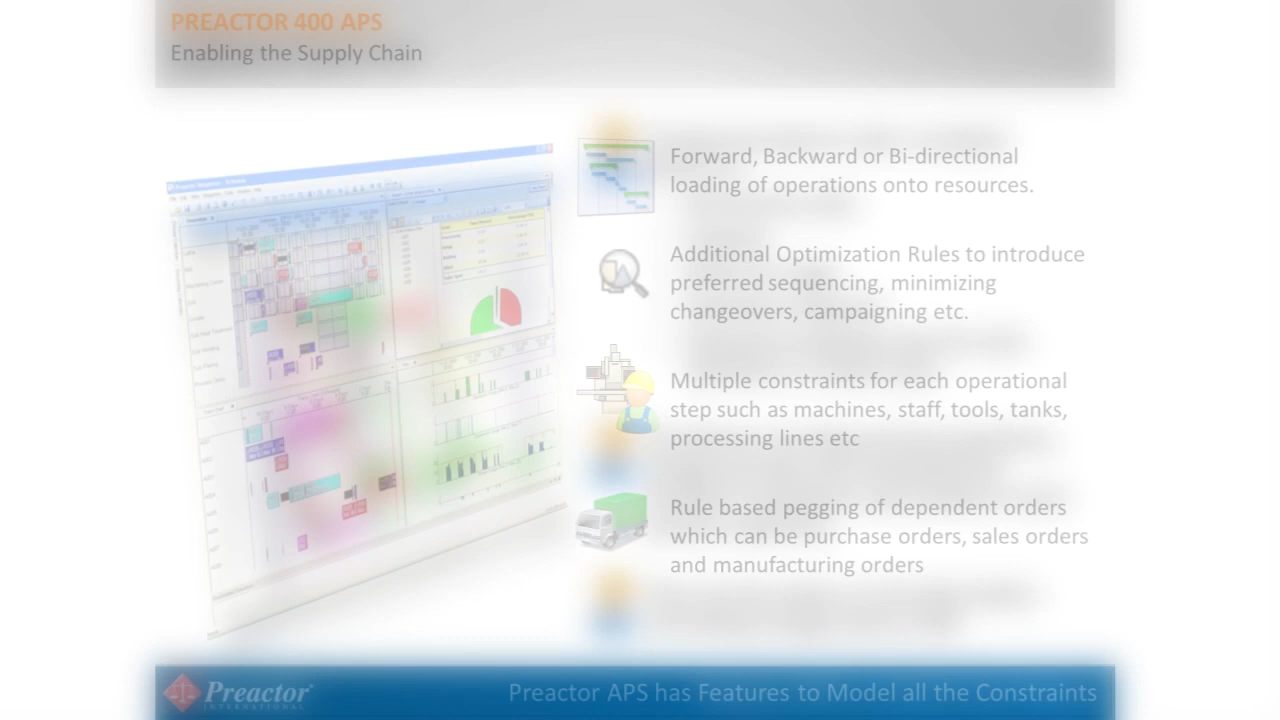 PREACTOR 400 APS
Enabling the Supply Chain
Forward, Backward or Bi-directional
loading of operations onto resources.
Additional Optimization Rules to introduce
preferred sequencing, minimizing
changeovers, campaigning etc.
Multiple constraints for each operational
step such as machines, staff, tools, tanks,
processing lines etc
Rule based pegging of dependent orders
which can be purchase orders, sales orders
and manufacturing orders
Preactor
INTERNATIONAL
Preactor APS has Features to Model all the Constraints